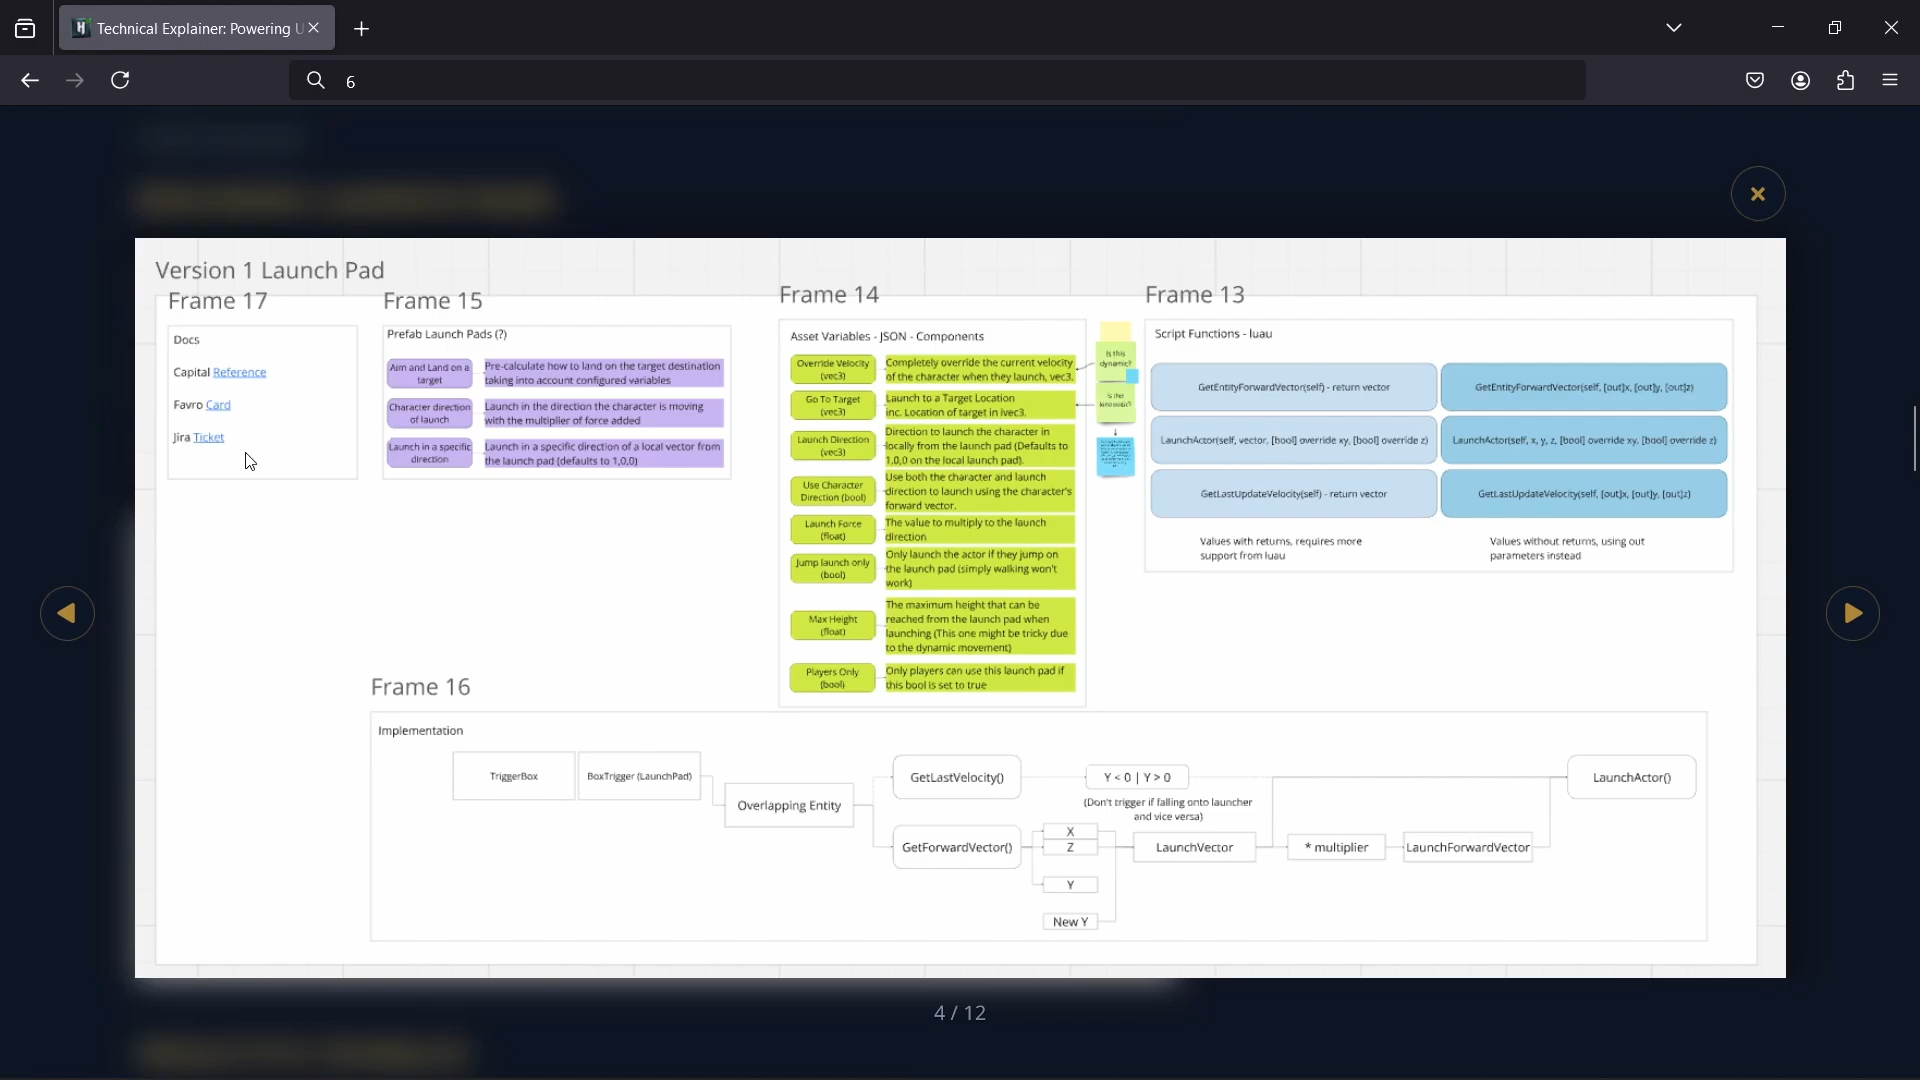 Technical Explainer: Powering U
6
Version 1 Launch Pad
Frame 17
Docs
Capital Reference
Favro Card
Jira Ticket
Frame 15
Prefab Launch Pads (?)
Aim and Land on a
target
Pre-calculate how to land on the target destination
taking into account configured variables
Character direction
of launch
Launch in the direction the character is moving
with the multiplier of force added
Launch in a specific
direction
Launch in a specific direction of a local vector from
the launch pad (defaults to 1,0,0)
Frame 14
Asset Variables - JSON - Components
Override Velocity
(vec3)
Completely override the current velocity
of the character when they launch, vec3.
Go To Target
(vec3)
Launch to a Target Location
inc. Location of target in ivec3.
Launch Direction
(vec3)
Direction to launch the character in
locally from the launch pad (Defaults to
1,0,0 on the local launch pad).
Use Character
Direction (bool)
Use both the character and launch
direction to launch using the character's
forward vector.
Launch Force
(float)
The value to multiply to the launch
direction
Jump launch only
(bool)
Only launch the actor if they jump on
the launch pad (simply walking won't
work)
Max Height
(float)
The maximum height that can be
reached from the launch pad when
launching (This one might be tricky due
to the dynamic movement)
Players Only
(bool)
Only players can use this launch pad if
this bool is set to true
Is this
dynamic?
Is the
kinematic?
Frame 13
Script Functions - luau
GetEntityForwardVector(self) - return vector
GetEntityForwardVector(self, [out]x, [out]y, [out]z)
LaunchActor(self, vector, [bool] override xy, [bool] override z)
LaunchActor(self, x, y, z, [bool] override xy, [bool] override z)
GetLastUpdateVelocity(self) - return vector
GetLastUpdateVelocity(self, [out]x, [out]y, [out]z)
Values with returns, requires more
support from luau
Values without returns, using out
parameters instead
Frame 16
Implementation
TriggerBox
BoxTrigger (LaunchPad)
Overlapping Entity
GetLastVelocity()
Y < 0 | Y > 0
(Don't trigger if falling onto launcher
and vice versa)
LaunchActor()
GetForwardVector()
X
Z
Y
New Y
LaunchVector
* multiplier
LaunchForwardVector
4 / 12